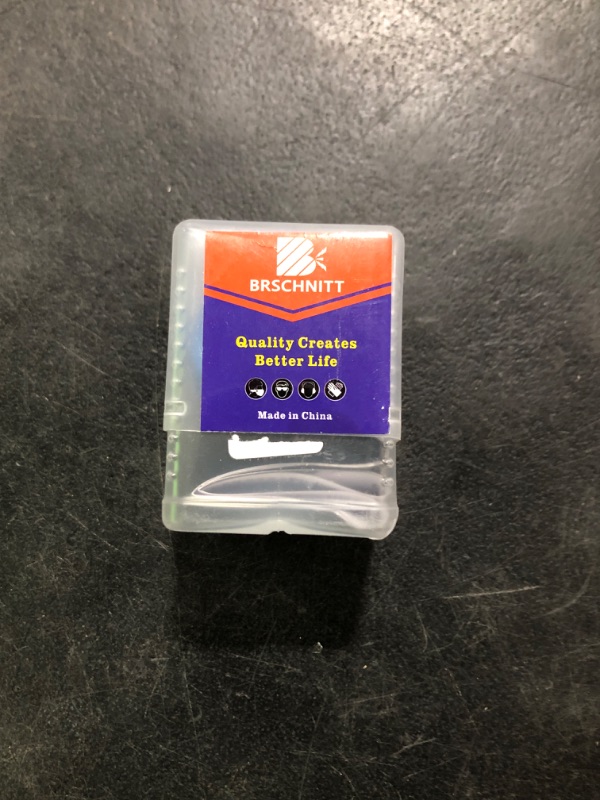 BRSCHNITT
Quality Creates
Better Life
Made in China